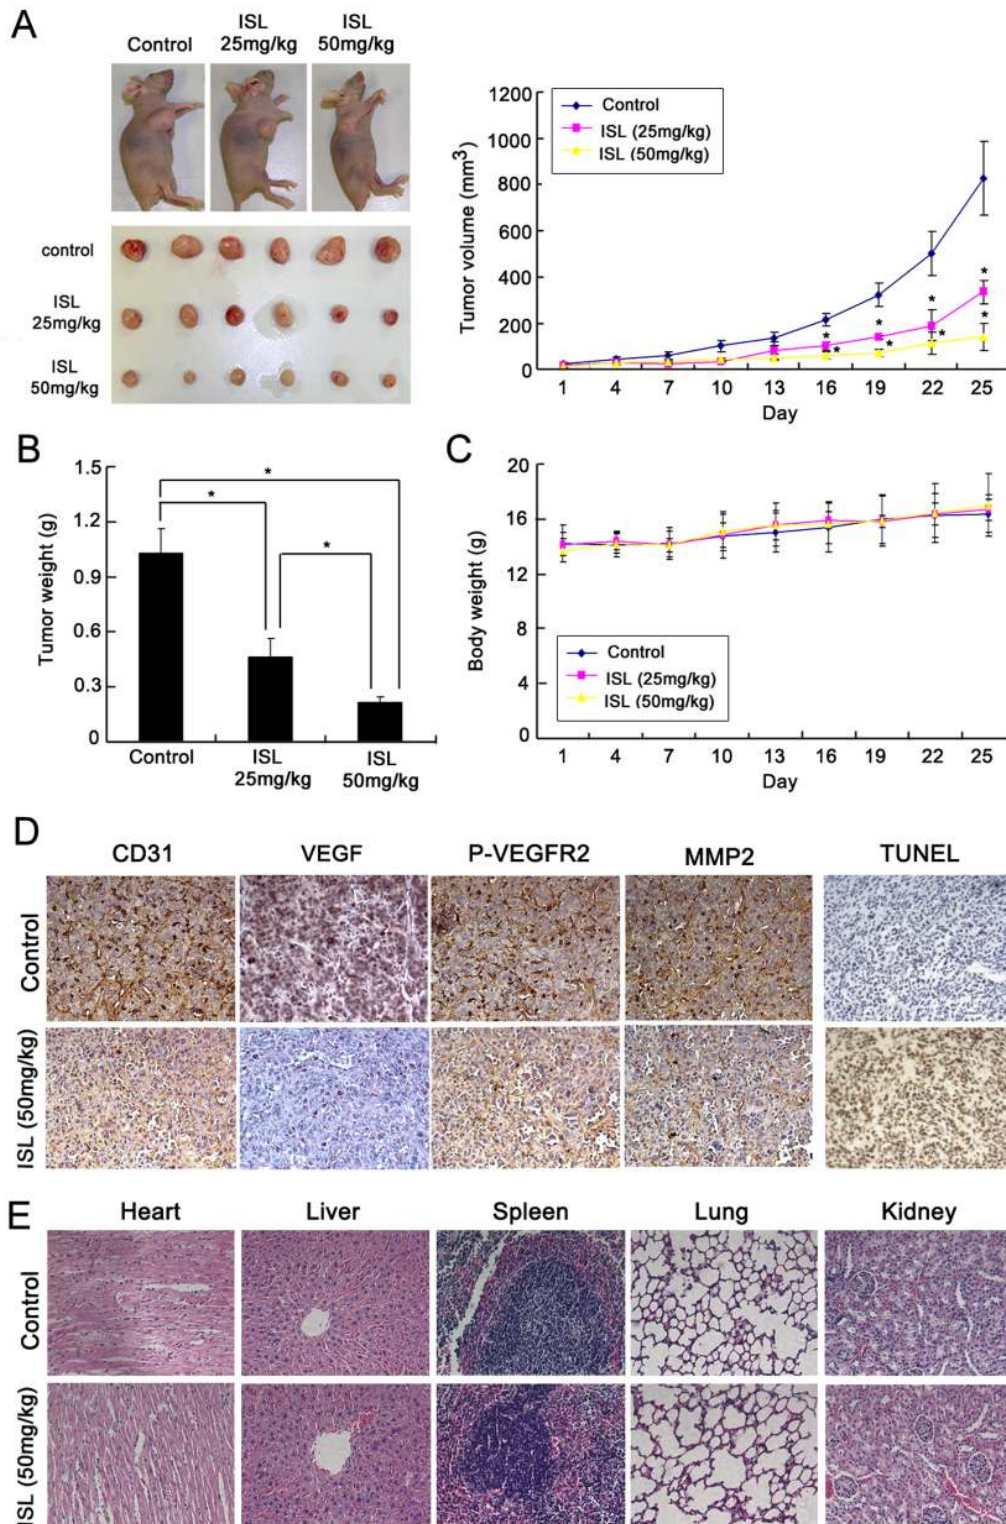 A
Control
ISL
25mg/kg
ISL
50mg/kg
control
ISL
25mg/kg
ISL
50mg/kg
Tumor volume (mm³)
1200
1000
800
600
400
200
0
Control
ISL (25mg/kg)
ISL (50mg/kg)
*
*
*
*
*
*
*
*
1 4 7 10 13 16 19 22 25
Day
B
Tumor weight (g)
1.5
1.2
0.9
0.6
0.3
0
*
*
*
Control
ISL
25mg/kg
ISL
50mg/kg
C
Body weight (g)
20
16
12
8
4
0
Control
ISL (25mg/kg)
ISL (50mg/kg)
1 4 7 10 13 16 19 22 25
Day
D
CD31 VEGF P-VEGFR2 MMP2 TUNEL
Control
ISL (50mg/kg)
E
Heart Liver Spleen Lung Kidney
Control
ISL (50mg/kg)